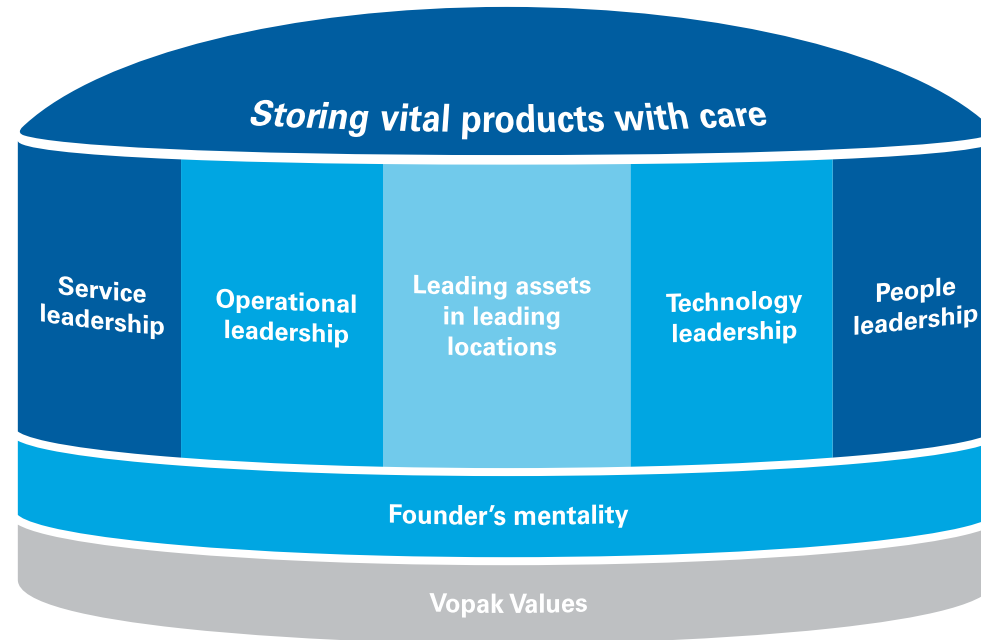 Storing vital products with care
Service
leadership
Operational
leadership
Leading assets
in leading
locations
Technology
leadership
People
leadership
Founder’s mentality
Vopak Values